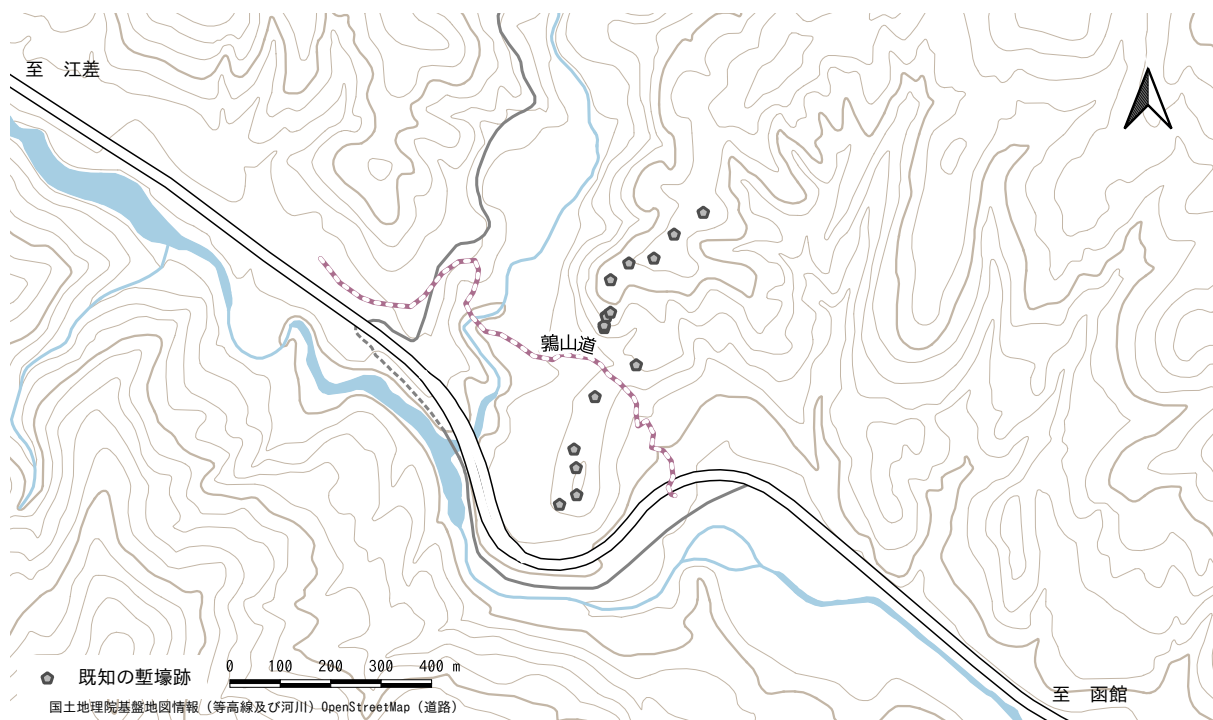 至　江差
鶉山道
既知の塹壕跡
0 100 200 300 400 m
国土地理院基盤地図情報（等高線及び河川）OpenStreetMap（道路）
至　函館